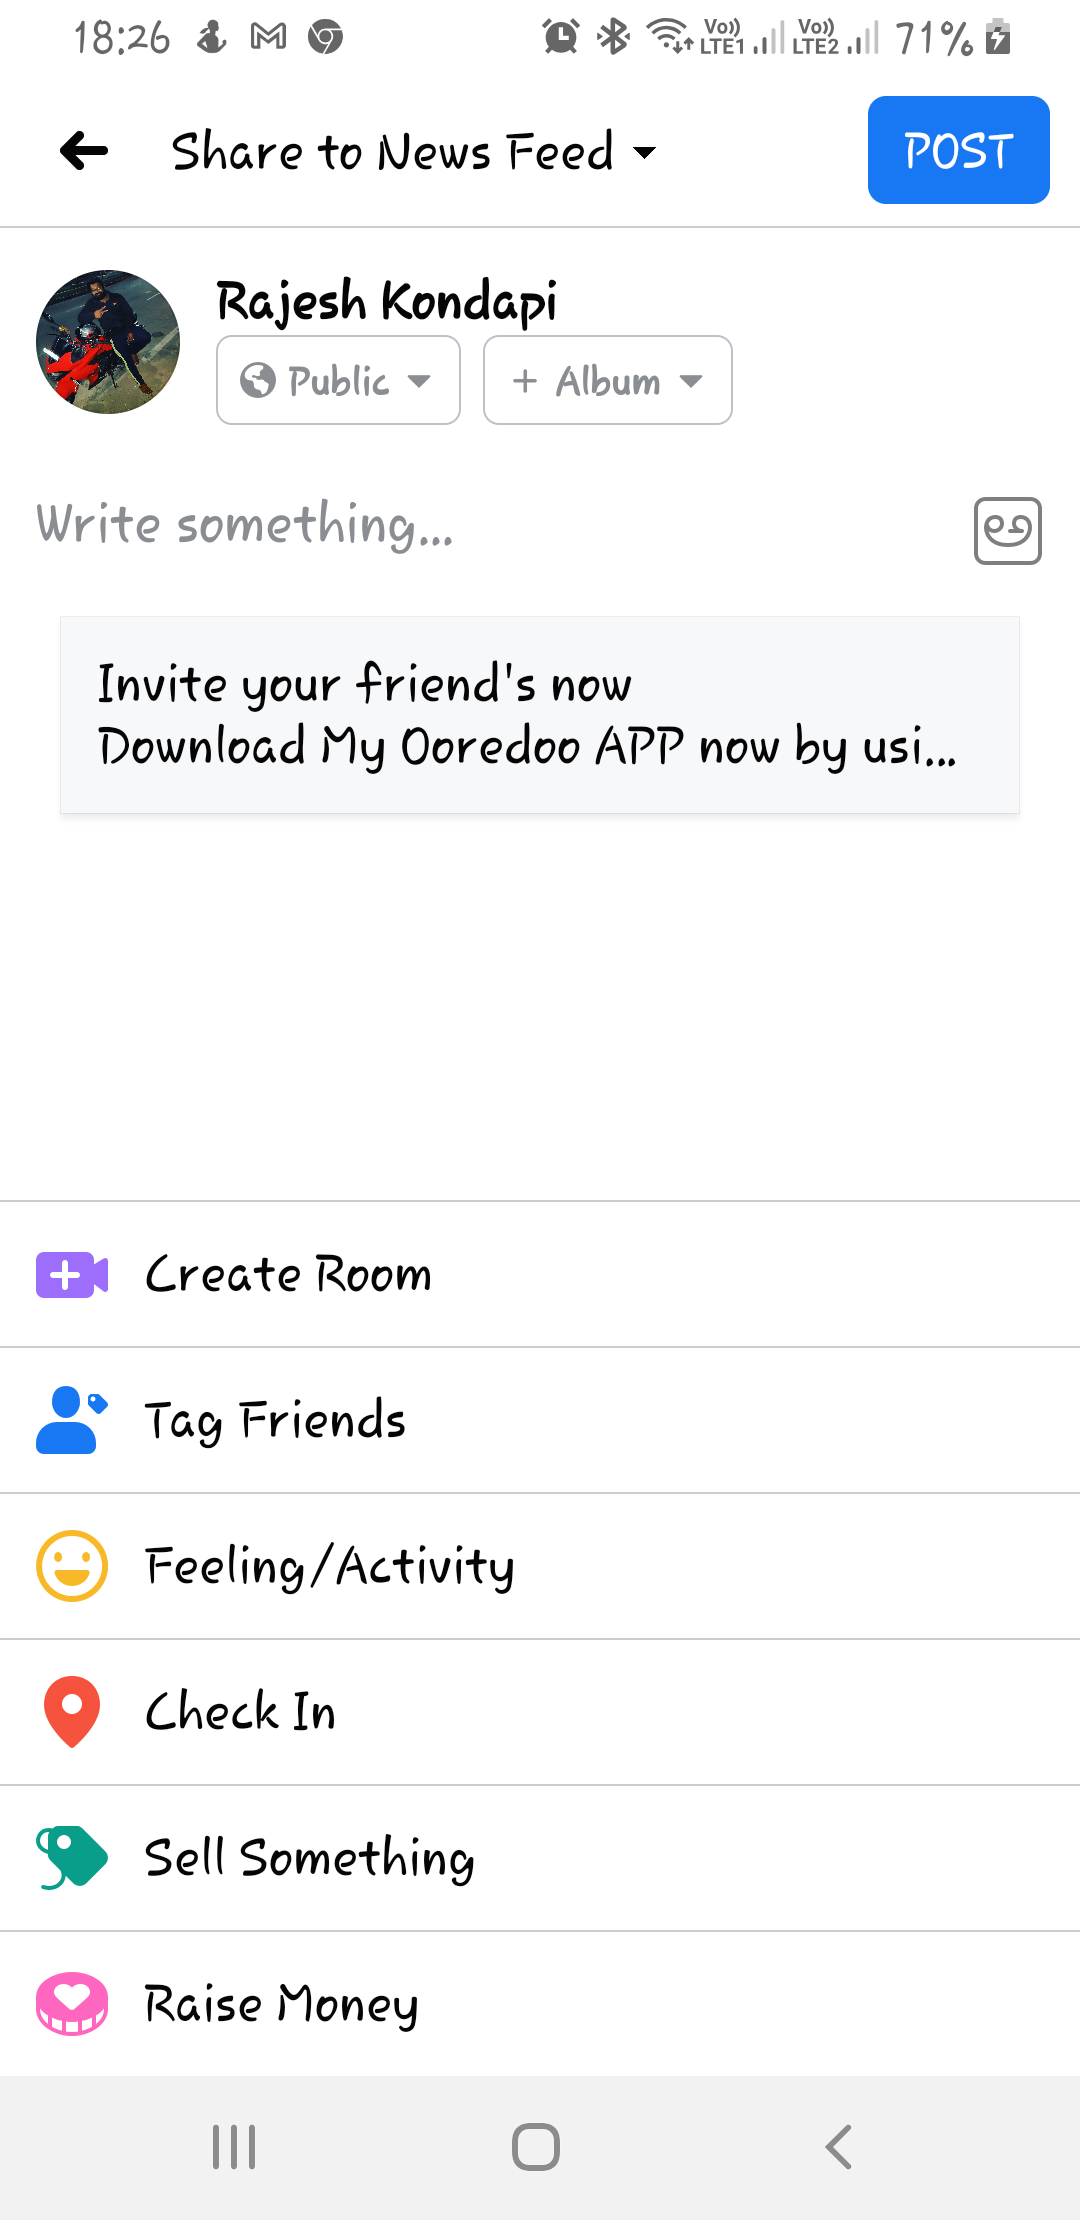 18:26 Vo)) LTE1 Vo)) LTE2 71%
Share to News Feed POST
Rajesh Kondapi
Public + Album
Write something...
అ
Invite your friend's now
Download My Ooredoo APP now by usi...
Create Room
Tag Friends
Feeling/Activity
Check In
Sell Something
Raise Money